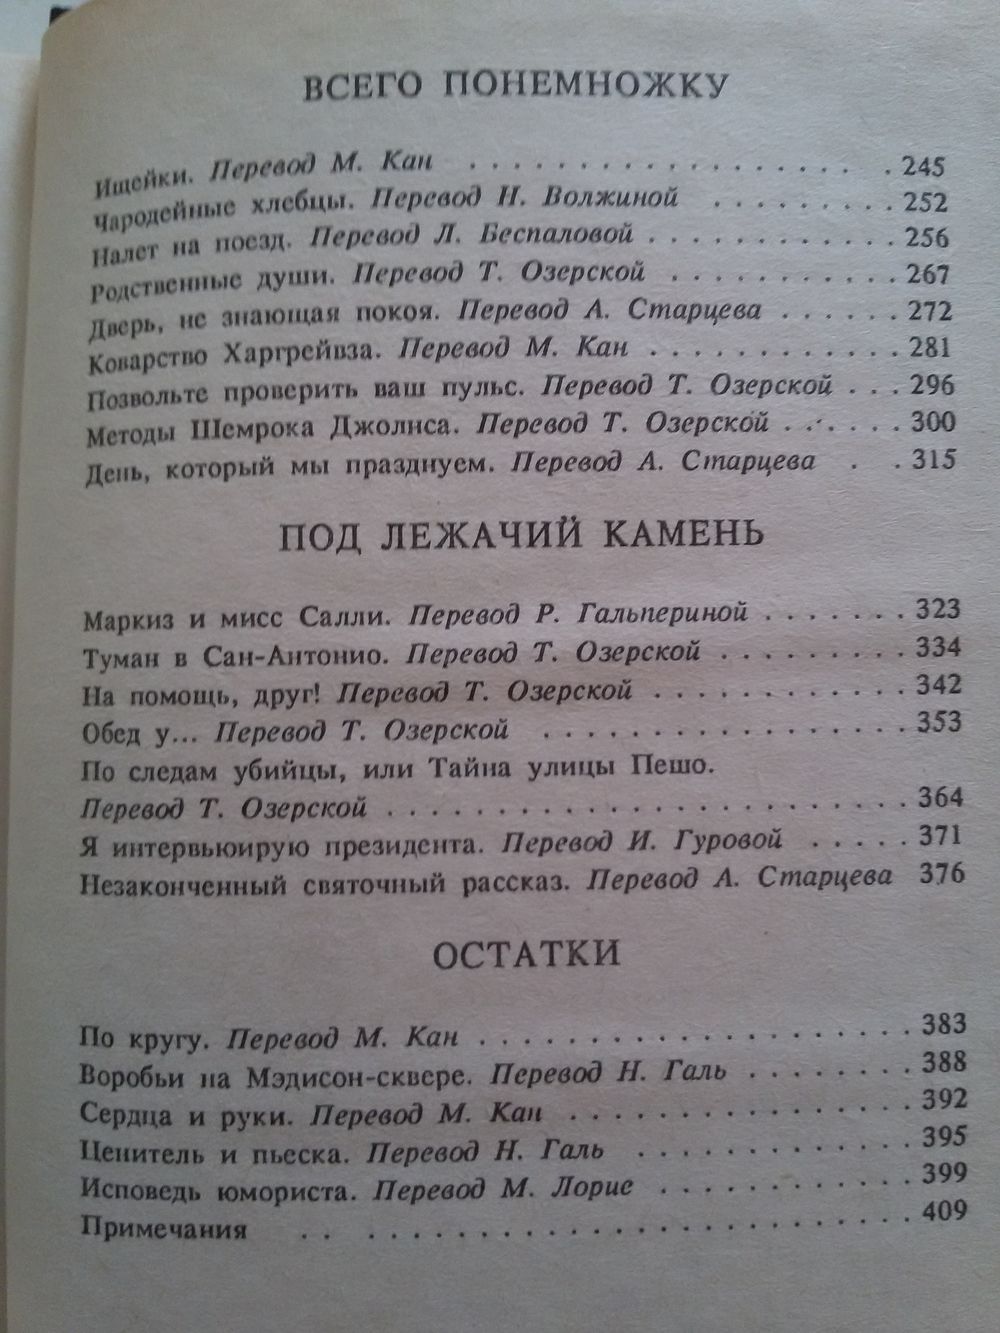 ВСЕГО ПОНЕМНОЖКУ
Ищейки. Перевод М. Кан . . . . . . . . . . . . . . . . . . 245
Чародейные хлебцы. Перевод Н. Волжиной . . . . . . . . . 252
Налет на поезд. Перевод Л. Беспаловой . . . . . . . . . . . . 256
Родственные души. Перевод Т. Озерской . . . . . . . . . . . 267
Дверь, не знающая покоя. Перевод А. Старцева . . . . . . 272
Коварство Харгрейвза. Перевод М. Кан . . . . . . . . . . . . 281
Позвольте проверить ваш пульс. Перевод Т. Озерской . . . 296
Методы Шемрока Джолнса. Перевод Т. Озерской . . . . . . 300
День, который мы празднуем. Перевод А. Старцева . . 315
ПОД ЛЕЖАЧИЙ КАМЕНЬ
Маркиз и мисс Салли. Перевод Р. Гальпериной . . . . . . . 323
Туман в Сан-Антонио. Перевод Т. Озерской . . . . . . . . . 334
На помощь, друг! Перевод Т. Озерской . . . . . . . . . . . . 342
Обед у... Перевод Т. Озерской . . . . . . . . . . . . . . . . . 353
По следам убийцы, или Тайна улицы Пешо.
Перевод Т. Озерской . . . . . . . . . . . . . . . . . . . . . . . . 364
Я интервьюирую президента. Перевод И. Гуровой . . . . . 371
Незаконченный святочный рассказ. Перевод А. Старцева 376
ОСТАТКИ
По кругу. Перевод М. Кан . . . . . . . . . . . . . . . . . . . . 383
Воробьи на Мэдисон-сквере. Перевод Н. Галь . . . . . . . . 388
Сердца и руки. Перевод М. Кан . . . . . . . . . . . . . . . . 392
Ценитель и пьеска. Перевод Н. Галь . . . . . . . . . . . . . 395
Исповедь юмориста. Перевод М. Лорие . . . . . . . . . . . . 399
Примечания . . . . . . . . . . . . . . . . . . . . . . . . . . 409